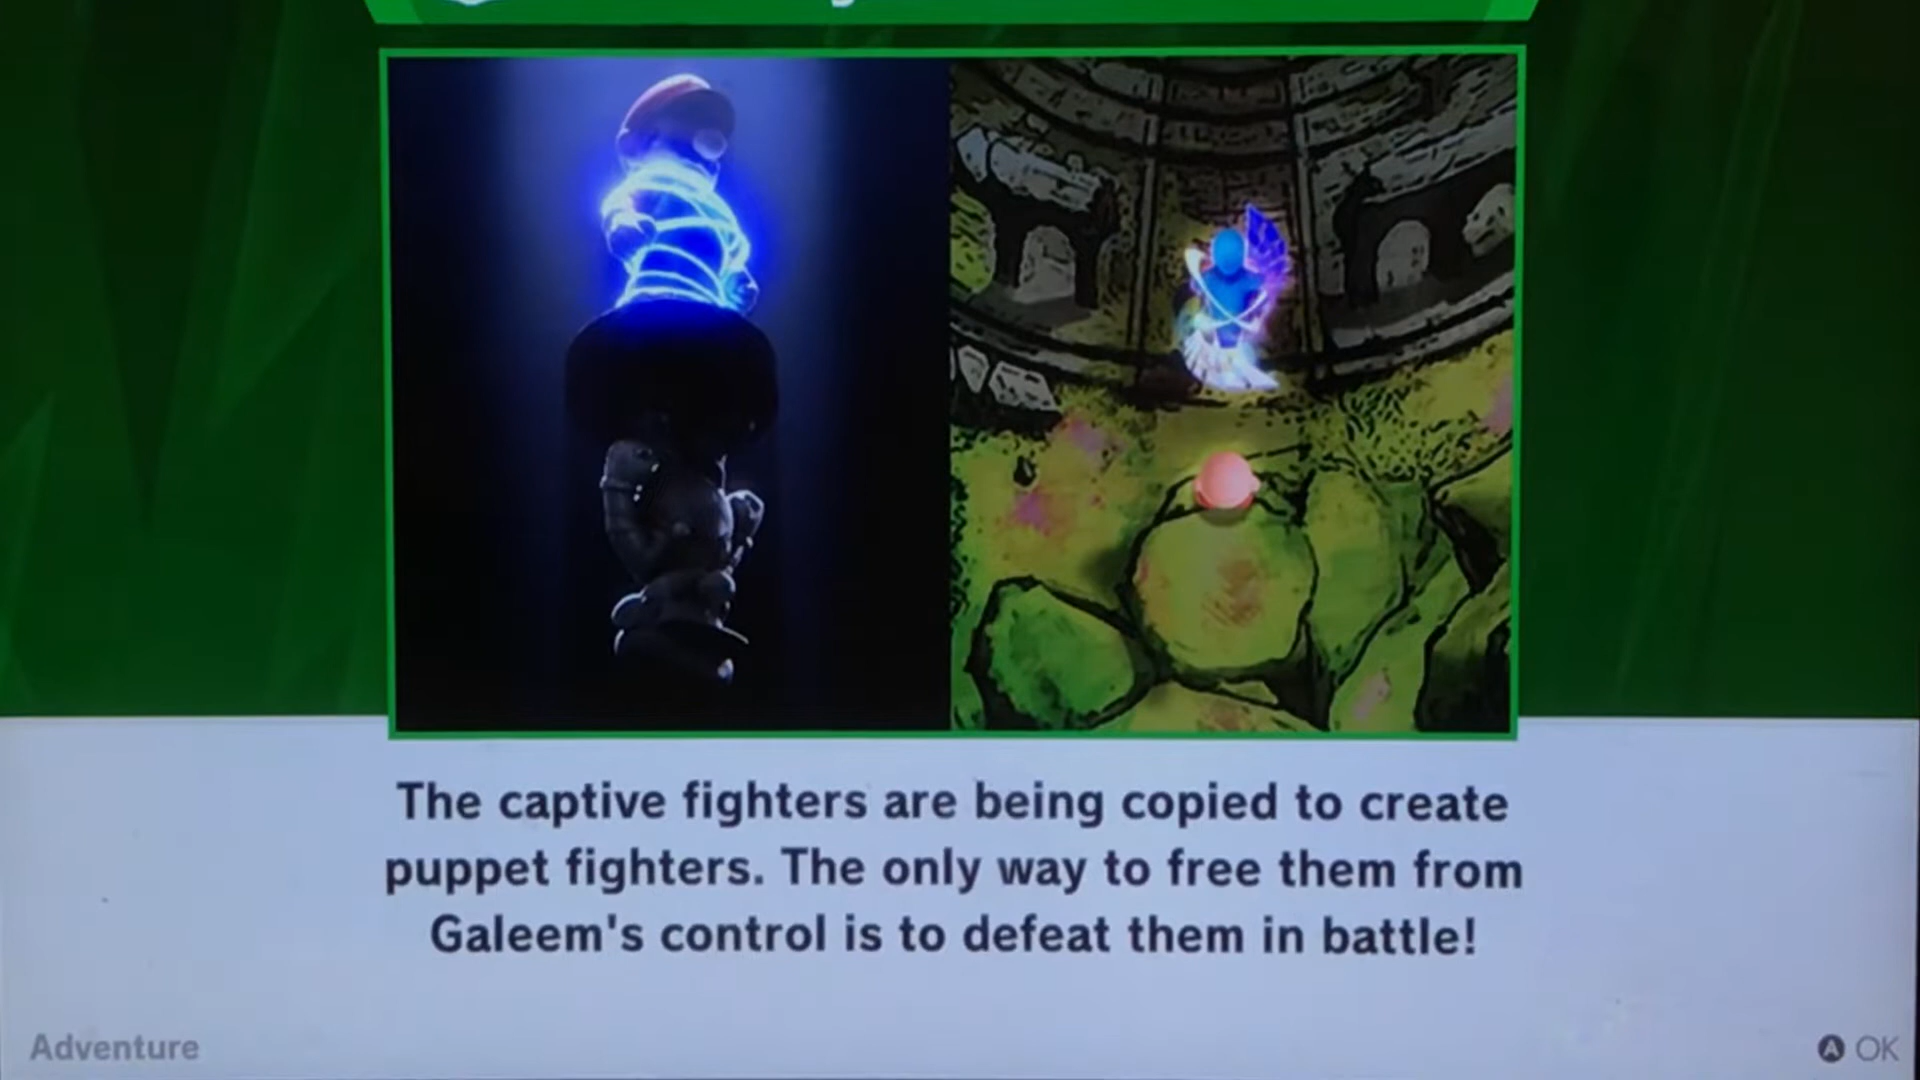 The captive fighters are being copied to create
puppet fighters. The only way to free them from
Galeem's control is to defeat them in battle!
Adventure
A OK